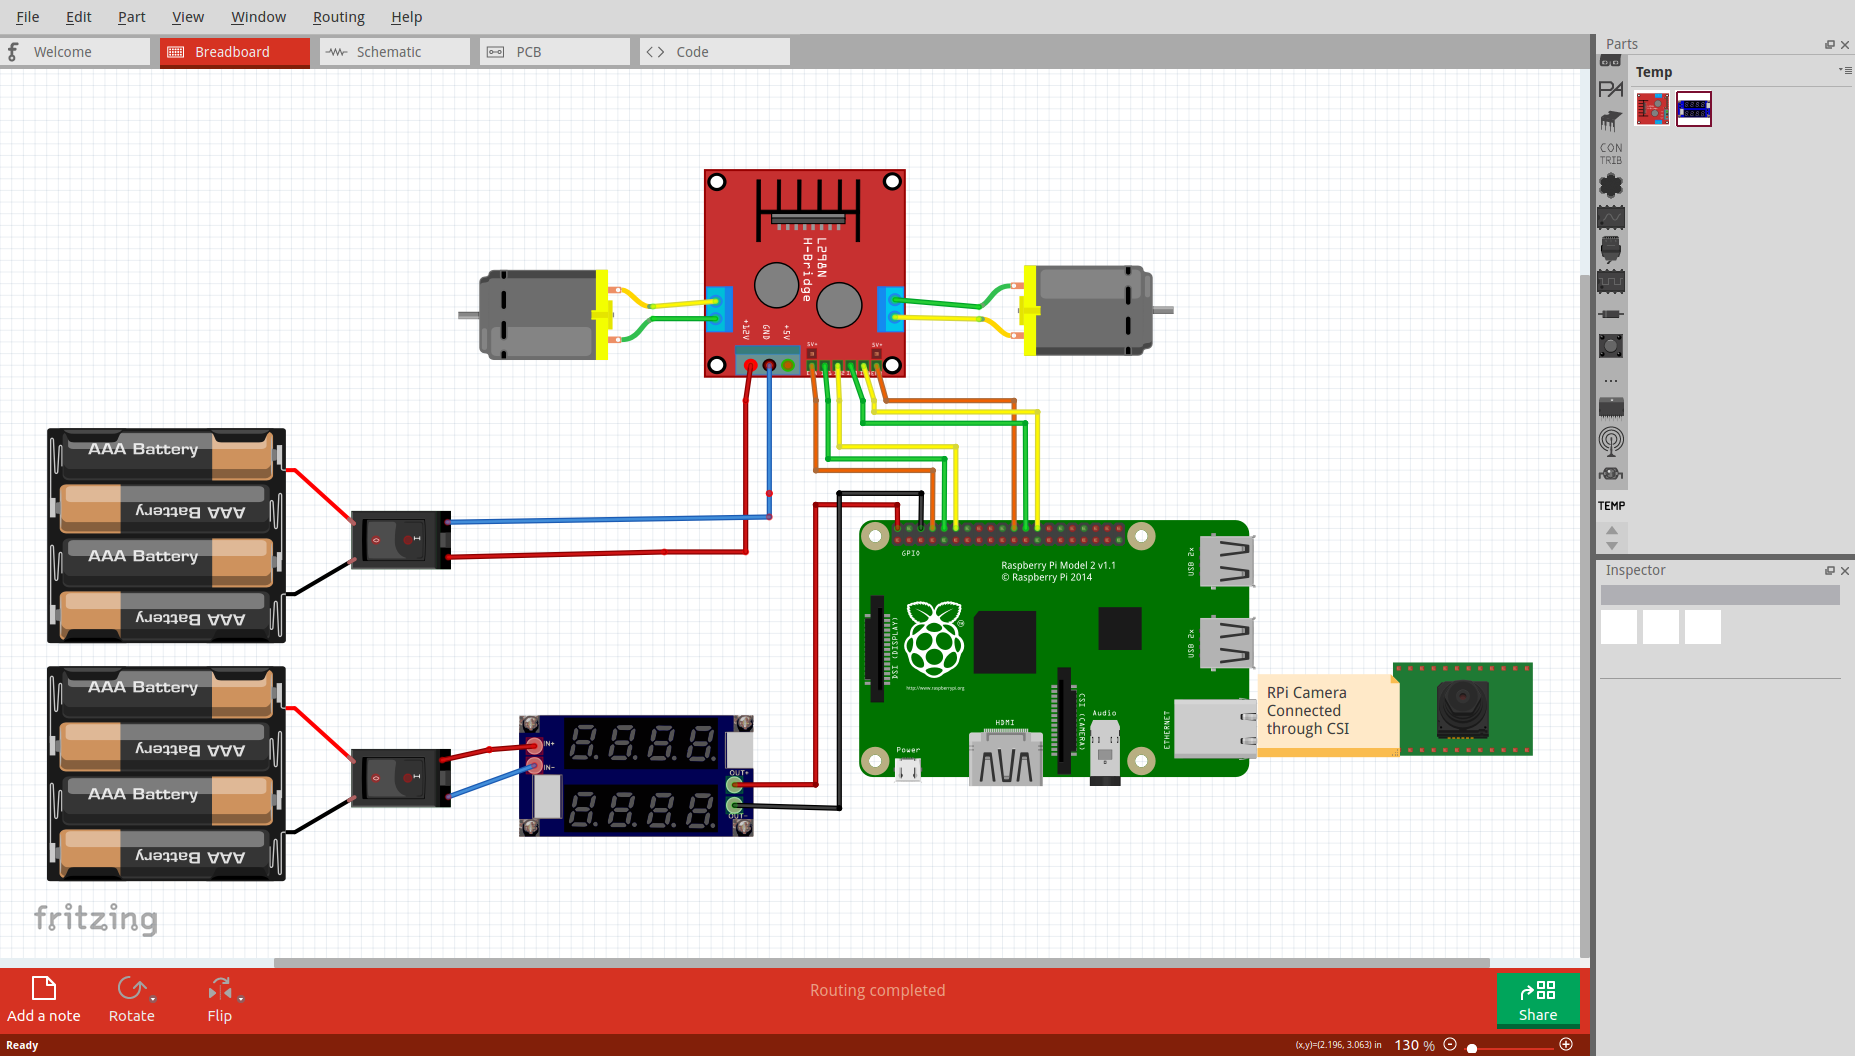 File Edit Part View Window Routing Help
Welcome Breadboard Schematic PCB Code
Parts
Temp
PA
CON
TRIB
...
TEMP
Inspector
L298N
H-Bridge
+12V GND +5V
5V+ 5V+
AAA Battery
AAA Battery
AAA Battery
AAA Battery
0 I
AAA Battery
AAA Battery
AAA Battery
AAA Battery
0 I
IN+
IN-
OUT+
OUT-
GPIO
Raspberry Pi Model 2 v1.1
© Raspberry Pi 2014
USB 2x
USB 2x
DSI (DISPLAY)
http://www.raspberrypi.org
CSI (CAMERA)
Audio
HDMI
Power
ETHERNET
RPi Camera
Connected
through CSI
fritzing
Add a note Rotate Flip
Routing completed
Share
Ready
(x,y)=(2.196, 3.063) in 130 %